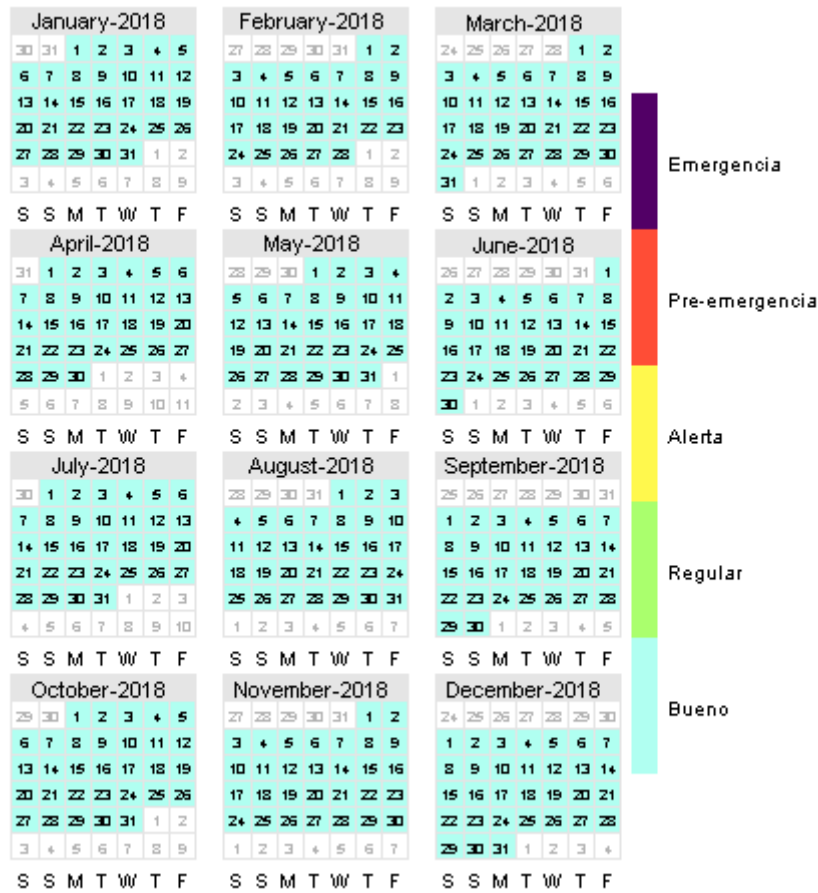 January-2018
30 31 1 2 3 4 5
6 7 8 9 10 11 12
13 14 15 16 17 18 19
20 21 22 23 24 25 26
27 28 29 30 31 1 2
3 4 5 6 7 8 9
S S M T W T F
February-2018
27 28 29 30 31 1 2
3 4 5 6 7 8 9
10 11 12 13 14 15 16
17 18 19 20 21 22 23
24 25 26 27 28 1 2
3 4 5 6 7 8 9
S S M T W T F
March-2018
24 25 26 27 28 1 2
3 4 5 6 7 8 9
10 11 12 13 14 15 16
17 18 19 20 21 22 23
24 25 26 27 28 29 30
31 1 2 3 4 5 6
S S M T W T F
April-2018
31 1 2 3 4 5 6
7 8 9 10 11 12 13
14 15 16 17 18 19 20
21 22 23 24 25 26 27
28 29 30 1 2 3 4
5 6 7 8 9 10 11
S S M T W T F
May-2018
28 29 30 1 2 3 4
5 6 7 8 9 10 11
12 13 14 15 16 17 18
19 20 21 22 23 24 25
26 27 28 29 30 31 1
2 3 4 5 6 7 8
S S M T W T F
June-2018
26 27 28 29 30 31 1
2 3 4 5 6 7 8
9 10 11 12 13 14 15
16 17 18 19 20 21 22
23 24 25 26 27 28 29
30 1 2 3 4 5 6
S S M T W T F
July-2018
30 1 2 3 4 5 6
7 8 9 10 11 12 13
14 15 16 17 18 19 20
21 22 23 24 25 26 27
28 29 30 31 1 2 3
4 5 6 7 8 9 10
S S M T W T F
August-2018
28 29 30 31 1 2 3
4 5 6 7 8 9 10
11 12 13 14 15 16 17
18 19 20 21 22 23 24
25 26 27 28 29 30 31
1 2 3 4 5 6 7
S S M T W T F
September-2018
25 26 27 28 29 30 31
1 2 3 4 5 6 7
8 9 10 11 12 13 14
15 16 17 18 19 20 21
22 23 24 25 26 27 28
29 30 1 2 3 4 5
S S M T W T F
October-2018
29 30 1 2 3 4 5
6 7 8 9 10 11 12
13 14 15 16 17 18 19
20 21 22 23 24 25 26
27 28 29 30 31 1 2
3 4 5 6 7 8 9
S S M T W T F
November-2018
27 28 29 30 31 1 2
3 4 5 6 7 8 9
10 11 12 13 14 15 16
17 18 19 20 21 22 23
24 25 26 27 28 29 30
1 2 3 4 5 6 7
S S M T W T F
December-2018
24 25 26 27 28 29 30
1 2 3 4 5 6 7
8 9 10 11 12 13 14
15 16 17 18 19 20 21
22 23 24 25 26 27 28
29 30 31 1 2 3 4
S S M T W T F
Emergencia
Pre-emergencia
Alerta
Regular
Bueno